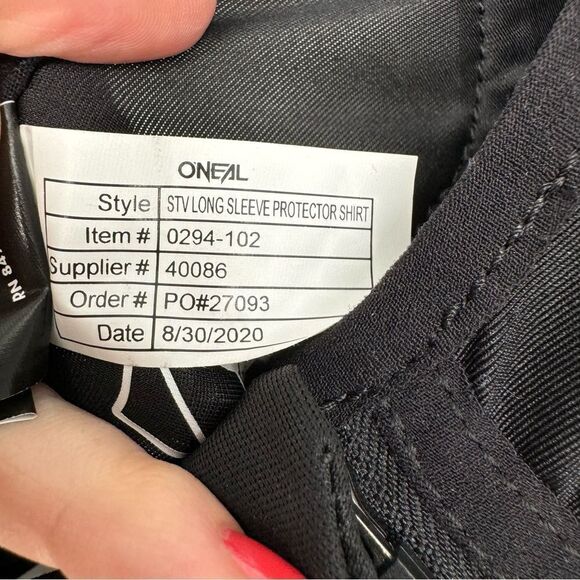 ONEAL
Style STV LONG SLEEVE PROTECTOR SHIRT
Item # 0294-102
Supplier # 40086
Order # PO#27093
Date 8/30/2020
RN